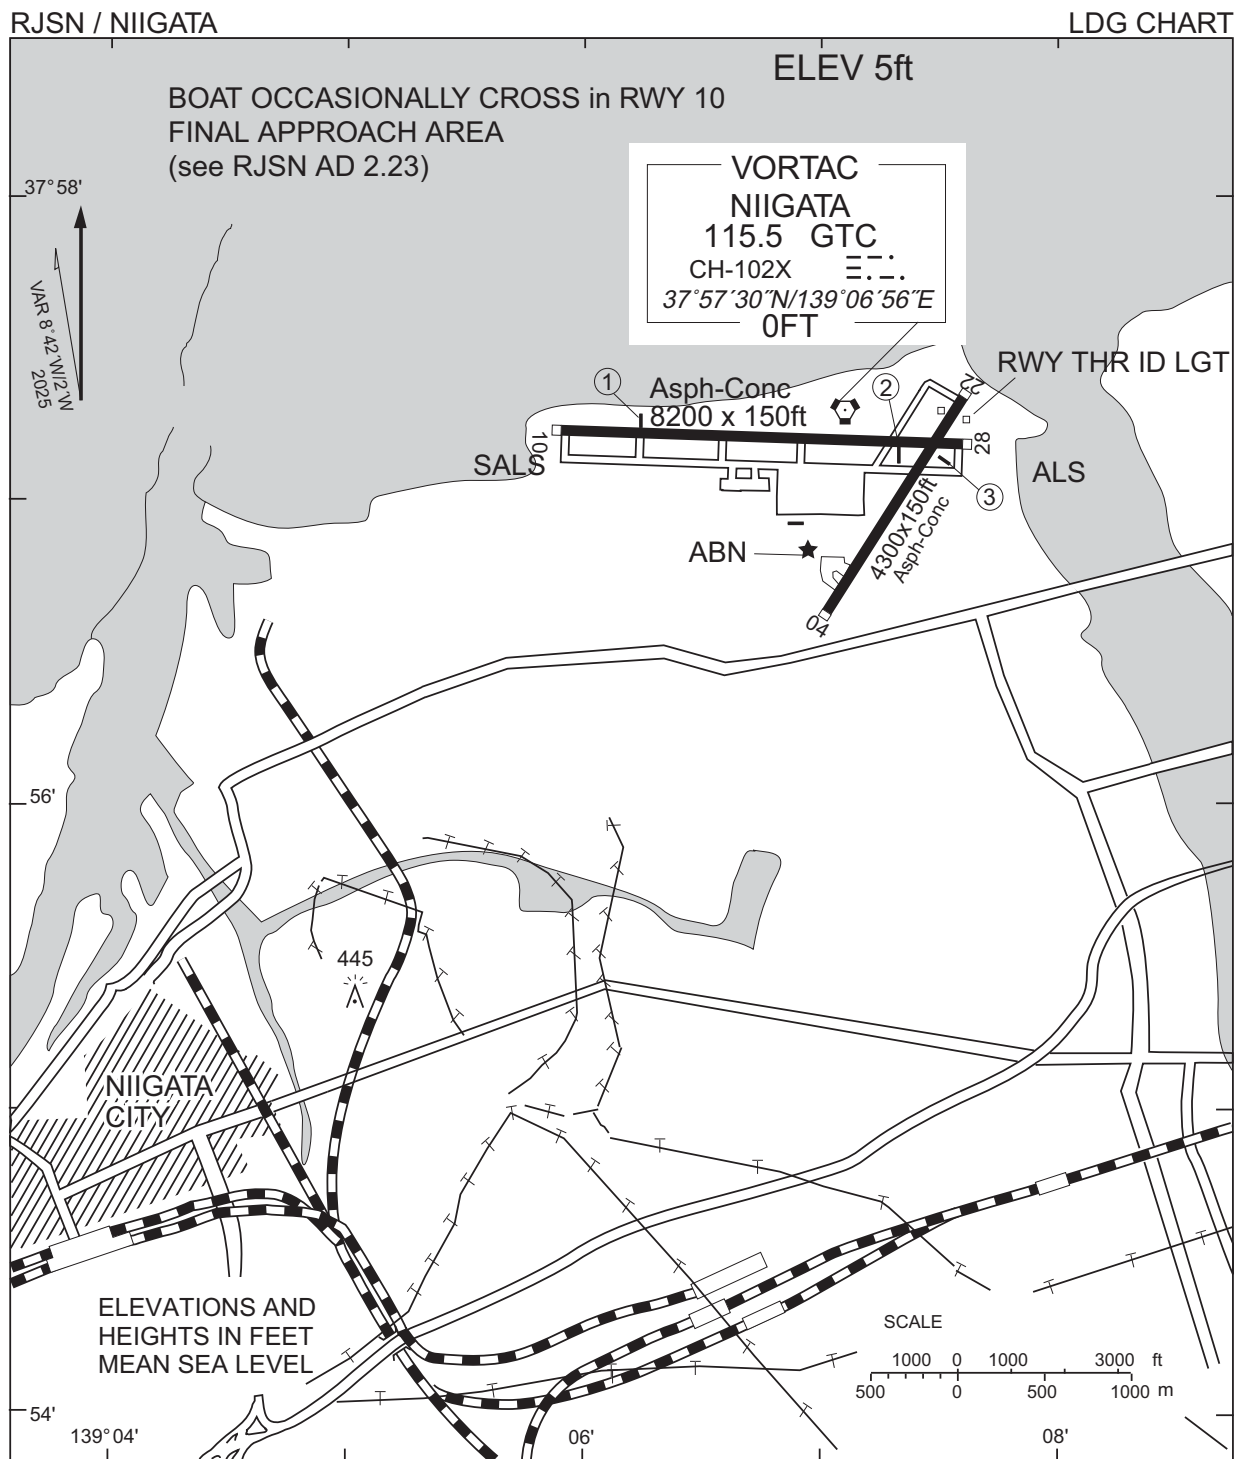 RJSN / NIIGATA
LDG CHART
ELEV 5ft
BOAT OCCASIONALLY CROSS in RWY 10
FINAL APPROACH AREA
(see RJSN AD 2.23)
37°58'
VAR 8°42´W/2´W
2025
VORTAC
NIIGATA
115.5 GTC
CH-102X
37°57´30˝N/139°06´56˝E
0FT
RWY THR ID LGT
1
Asph-Conc
8200 x 150ft
2
22
10
28
SALS
ALS
3
4300x150ft
Asph-Conc
ABN
04
56'
445
NIIGATA
CITY
ELEVATIONS AND
HEIGHTS IN FEET
MEAN SEA LEVEL
SCALE
1000 0 1000 3000 ft
500 0 500 1000 m
54'
139°04'
06'
08'